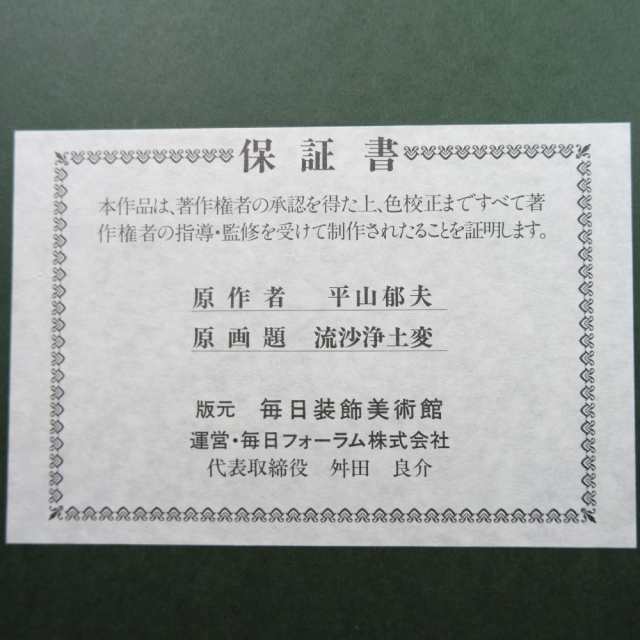 保証書
本作品は、著作権者の承認を得た上、色校正まですべて著
作権者の指導・監修を受けて制作されたることを証明します。
原作者 平山郁夫
原画題 流沙浄土変
版元 毎日装飾美術館
運営・毎日フォーラム株式会社
代表取締役 舛田 良介